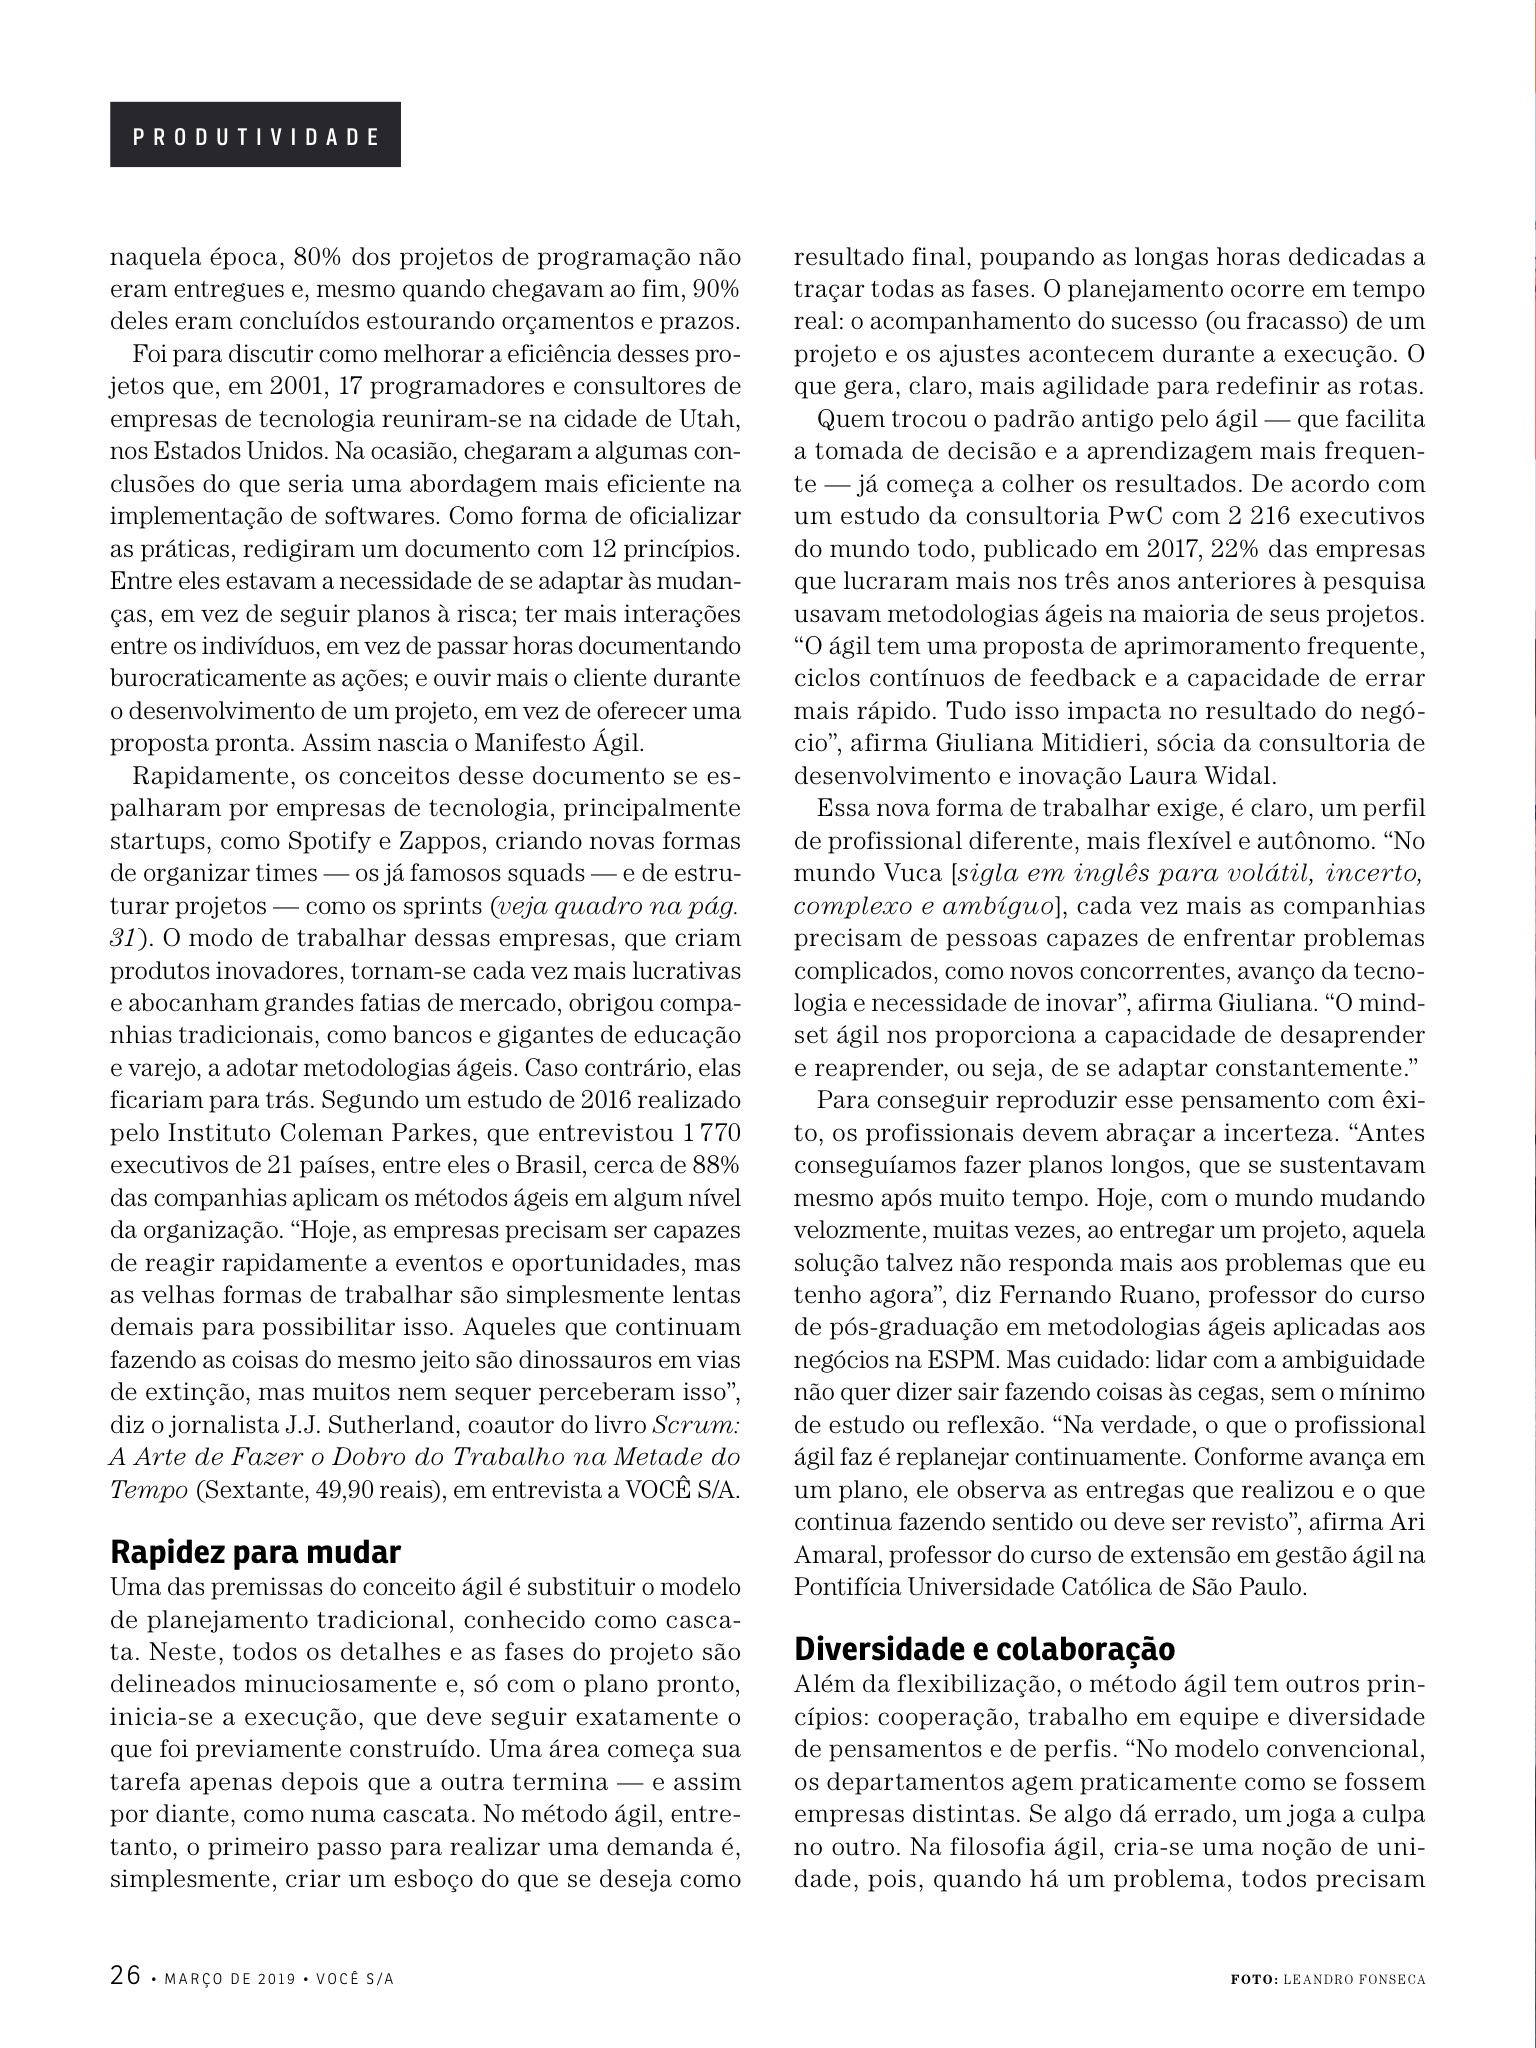 PRODUTIVIDADE
naquela época, 80% dos projetos de programação não
eram entregues e, mesmo quando chegavam ao fim, 90%
deles eram concluídos estourando orçamentos e prazos.
Foi para discutir como melhorar a eficiência desses pro-
jetos que, em 2001, 17 programadores e consultores de
empresas de tecnologia reuniram-se na cidade de Utah,
nos Estados Unidos. Na ocasião, chegaram a algumas con-
clusões do que seria uma abordagem mais eficiente na
implementação de softwares. Como forma de oficializar
as práticas, redigiram um documento com 12 princípios.
Entre eles estavam a necessidade de se adaptar às mudan-
ças, em vez de seguir planos à risca; ter mais interações
entre os indivíduos, em vez de passar horas documentando
burocraticamente as ações; e ouvir mais o cliente durante
o desenvolvimento de um projeto, em vez de oferecer uma
proposta pronta. Assim nascia o Manifesto Ágil.
Rapidamente, os conceitos desse documento se es-
palharam por empresas de tecnologia, principalmente
startups, como Spotify e Zappos, criando novas formas
de organizar times — os já famosos squads — e de estru-
turar projetos — como os sprints (veja quadro na pág.
31). O modo de trabalhar dessas empresas, que criam
produtos inovadores, tornam-se cada vez mais lucrativas
e abocanham grandes fatias de mercado, obrigou compa-
nhias tradicionais, como bancos e gigantes de educação
e varejo, a adotar metodologias ágeis. Caso contrário, elas
ficariam para trás. Segundo um estudo de 2016 realizado
pelo Instituto Coleman Parkes, que entrevistou 1 770
executivos de 21 países, entre eles o Brasil, cerca de 88%
das companhias aplicam os métodos ágeis em algum nível
da organização. “Hoje, as empresas precisam ser capazes
de reagir rapidamente a eventos e oportunidades, mas
as velhas formas de trabalhar são simplesmente lentas
demais para possibilitar isso. Aqueles que continuam
fazendo as coisas do mesmo jeito são dinossauros em vias
de extinção, mas muitos nem sequer perceberam isso”,
diz o jornalista J.J. Sutherland, coautor do livro Scrum:
A Arte de Fazer o Dobro do Trabalho na Metade do
Tempo (Sextante, 49,90 reais), em entrevista a VOCÊ S/A.
Rapidez para mudar
Uma das premissas do conceito ágil é substituir o modelo
de planejamento tradicional, conhecido como casca-
ta. Neste, todos os detalhes e as fases do projeto são
delineados minuciosamente e, só com o plano pronto,
inicia-se a execução, que deve seguir exatamente o
que foi previamente construído. Uma área começa sua
tarefa apenas depois que a outra termina — e assim
por diante, como numa cascata. No método ágil, entre-
tanto, o primeiro passo para realizar uma demanda é,
simplesmente, criar um esboço do que se deseja como
resultado final, poupando as longas horas dedicadas a
traçar todas as fases. O planejamento ocorre em tempo
real: o acompanhamento do sucesso (ou fracasso) de um
projeto e os ajustes acontecem durante a execução. O
que gera, claro, mais agilidade para redefinir as rotas.
Quem trocou o padrão antigo pelo ágil — que facilita
a tomada de decisão e a aprendizagem mais frequen-
te — já começa a colher os resultados. De acordo com
um estudo da consultoria PwC com 2 216 executivos
do mundo todo, publicado em 2017, 22% das empresas
que lucraram mais nos três anos anteriores à pesquisa
usavam metodologias ágeis na maioria de seus projetos.
“O ágil tem uma proposta de aprimoramento frequente,
ciclos contínuos de feedback e a capacidade de errar
mais rápido. Tudo isso impacta no resultado do negó-
cio”, afirma Giuliana Mitidieri, sócia da consultoria de
desenvolvimento e inovação Laura Widal.
Essa nova forma de trabalhar exige, é claro, um perfil
de profissional diferente, mais flexível e autônomo. “No
mundo Vuca [sigla em inglês para volátil, incerto,
complexo e ambíguo], cada vez mais as companhias
precisam de pessoas capazes de enfrentar problemas
complicados, como novos concorrentes, avanço da tecno-
logia e necessidade de inovar”, afirma Giuliana. “O mind-
set ágil nos proporciona a capacidade de desaprender
e reaprender, ou seja, de se adaptar constantemente.”
Para conseguir reproduzir esse pensamento com êxi-
to, os profissionais devem abraçar a incerteza. “Antes
conseguíamos fazer planos longos, que se sustentavam
mesmo após muito tempo. Hoje, com o mundo mudando
velozmente, muitas vezes, ao entregar um projeto, aquela
solução talvez não responda mais aos problemas que eu
tenho agora”, diz Fernando Ruano, professor do curso
de pós-graduação em metodologias ágeis aplicadas aos
negócios na ESPM. Mas cuidado: lidar com a ambiguidade
não quer dizer sair fazendo coisas às cegas, sem o mínimo
de estudo ou reflexão. “Na verdade, o que o profissional
ágil faz é replanejar continuamente. Conforme avança em
um plano, ele observa as entregas que realizou e o que
continua fazendo sentido ou deve ser revisto”, afirma Ari
Amaral, professor do curso de extensão em gestão ágil na
Pontifícia Universidade Católica de São Paulo.
Diversidade e colaboração
Além da flexibilização, o método ágil tem outros prin-
cípios: cooperação, trabalho em equipe e diversidade
de pensamentos e de perfis. “No modelo convencional,
os departamentos agem praticamente como se fossem
empresas distintas. Se algo dá errado, um joga a culpa
no outro. Na filosofia ágil, cria-se uma noção de uni-
dade, pois, quando há um problema, todos precisam
26 • MARÇO DE 2019 • VOCÊ S/A
FOTO: LEANDRO FONSECA